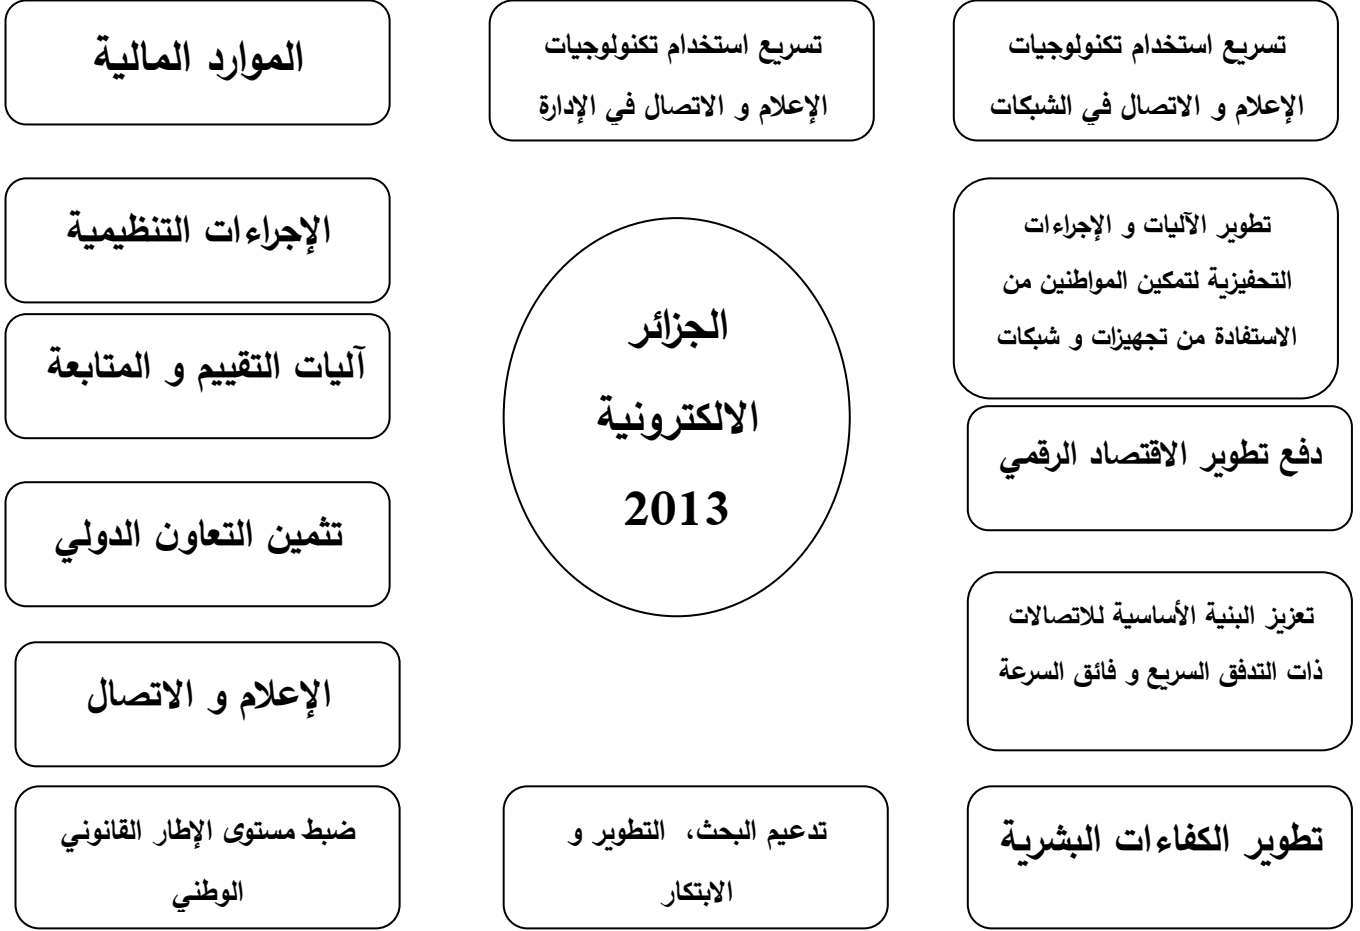 تسريع استخدام تكنولوجيات
الإعلام و الاتصال في الشبكات
تسريع استخدام تكنولوجيات
الإعلام و الاتصال في الإدارة
الموارد المالية
تطوير الآليات و الإجراءات
التحفيزية لتمكين المواطنين من
الاستفادة من تجهيزات و شبكات
الإجراءات التنظيمية
الجزائر
الالكترونية
2013
آليات التقييم و المتابعة
دفع تطوير الاقتصاد الرقمي
تثمين التعاون الدولي
تعزيز البنية الأساسية للاتصالات
ذات التدفق السريع و فائق السرعة
الإعلام و الاتصال
تطوير الكفاءات البشرية
تدعيم البحث، التطوير و
الابتكار
ضبط مستوى الإطار القانوني
الوطني